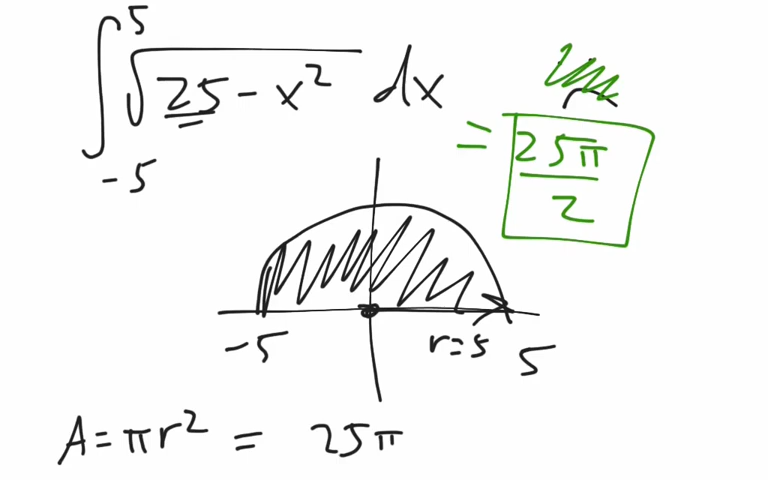 ∫_{-5}^{5} √(25 - x²) dx
= 25π/2
-5 r=5 5
A = πr² = 25π